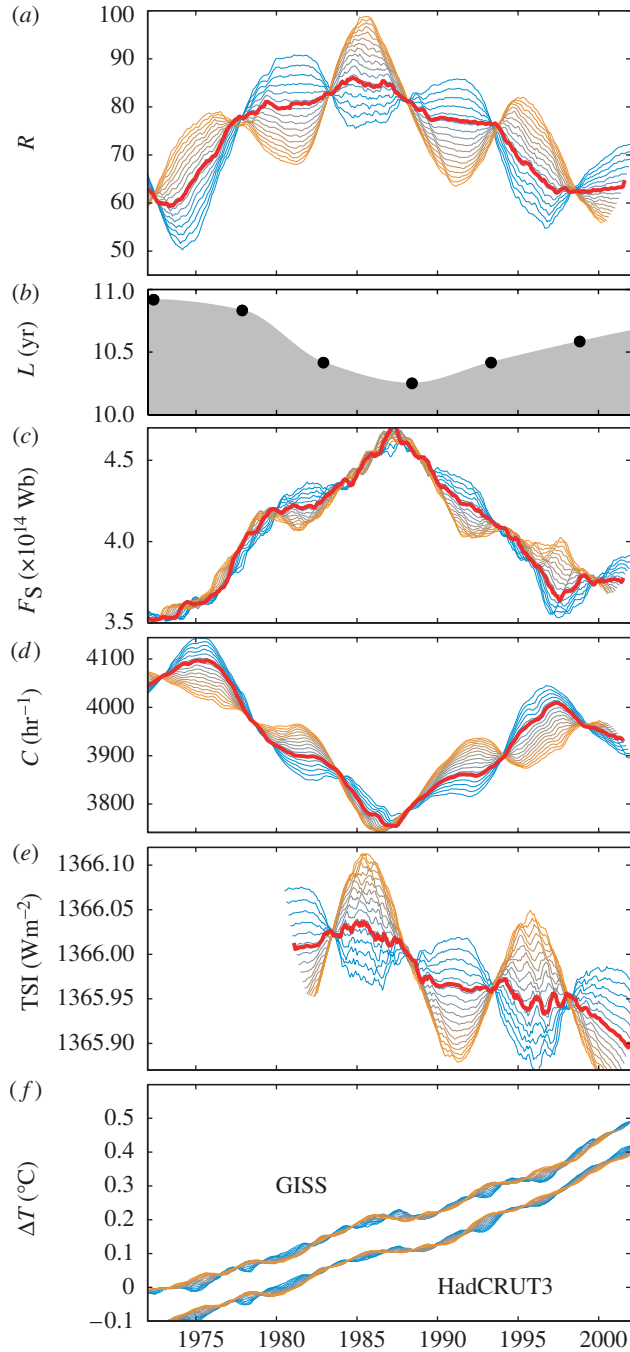 (a)
100
90
80
70
60
50
R
(b)
11.0
10.5
10.0
L (yr)
(c)
4.5
4.0
3.5
F_S (×10^14 Wb)
(d)
4100
4000
3900
3800
C (hr^−1)
(e)
1366.10
1366.05
1366.00
1365.95
1365.90
TSI (Wm^−2)
(f)
0.5
0.4
0.3
0.2
0.1
0
−0.1
ΔT (°C)
GISS
HadCRUT3
1975 1980 1985 1990 1995 2000